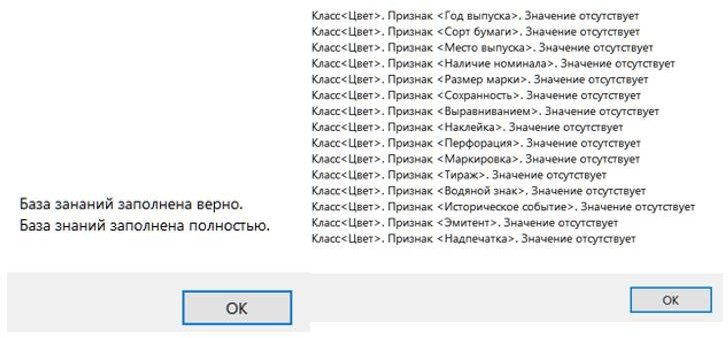 База зананий заполнена верно.
База знаний заполнена полностью.
OK
Класс<Цвет>. Признак <Год выпуска>. Значение отсутствует
Класс<Цвет>. Признак <Сорт бумаги>. Значение отсутствует
Класс<Цвет>. Признак <Место выпуска>. Значение отсутствует
Класс<Цвет>. Признак <Наличие номинала>. Значение отсутствует
Класс<Цвет>. Признак <Размер марки>. Значение отсутствует
Класс<Цвет>. Признак <Сохранность>. Значение отсутствует
Класс<Цвет>. Признак <Выравниванием>. Значение отсутствует
Класс<Цвет>. Признак <Наклейка>. Значение отсутствует
Класс<Цвет>. Признак <Перфорация>. Значение отсутствует
Класс<Цвет>. Признак <Маркировка>. Значение отсутствует
Класс<Цвет>. Признак <Тираж>. Значение отсутствует
Класс<Цвет>. Признак <Водяной знак>. Значение отсутствует
Класс<Цвет>. Признак <Историческое событие>. Значение отсутствует
Класс<Цвет>. Признак <Эмитент>. Значение отсутствует
Класс<Цвет>. Признак <Надпечатка>. Значение отсутствует
OK